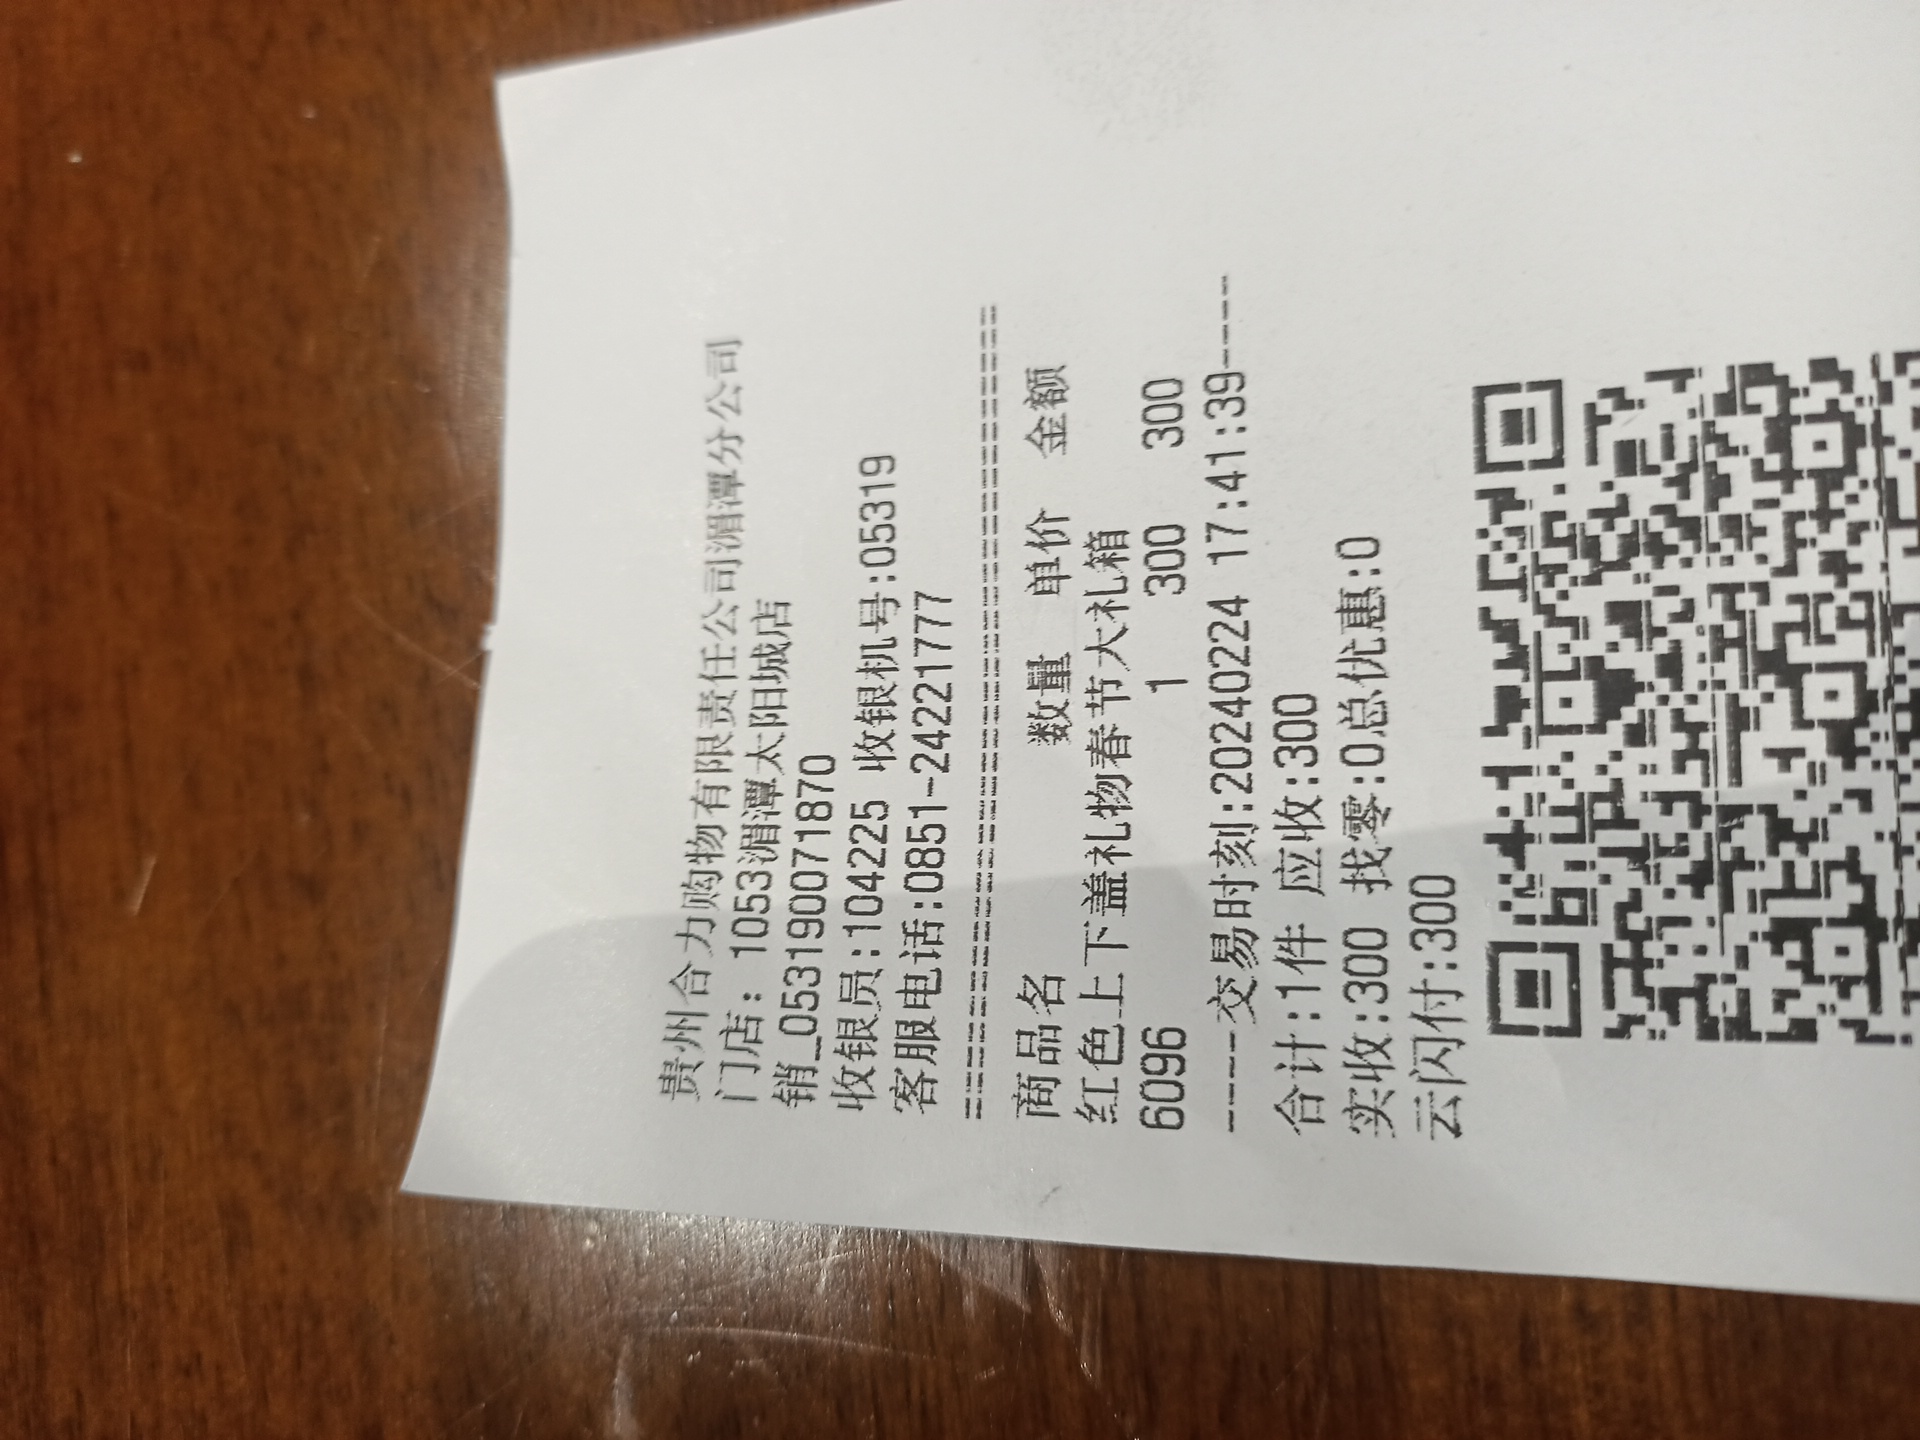 贵州合力购物有限责任公司湄潭分公司
门店: 1053湄潭太阳城店
销_053190071870
收银员:104225 收银机号:05319
客服电话:0851-24221777
商品名 数量 单价 金额
红色上下盖礼物春节大礼箱
6096 1 300 300
----交易时刻:20240224 17:41:39----
合计:1件 应收:300
实收:300 找零:0总优惠:0
云闪付:300